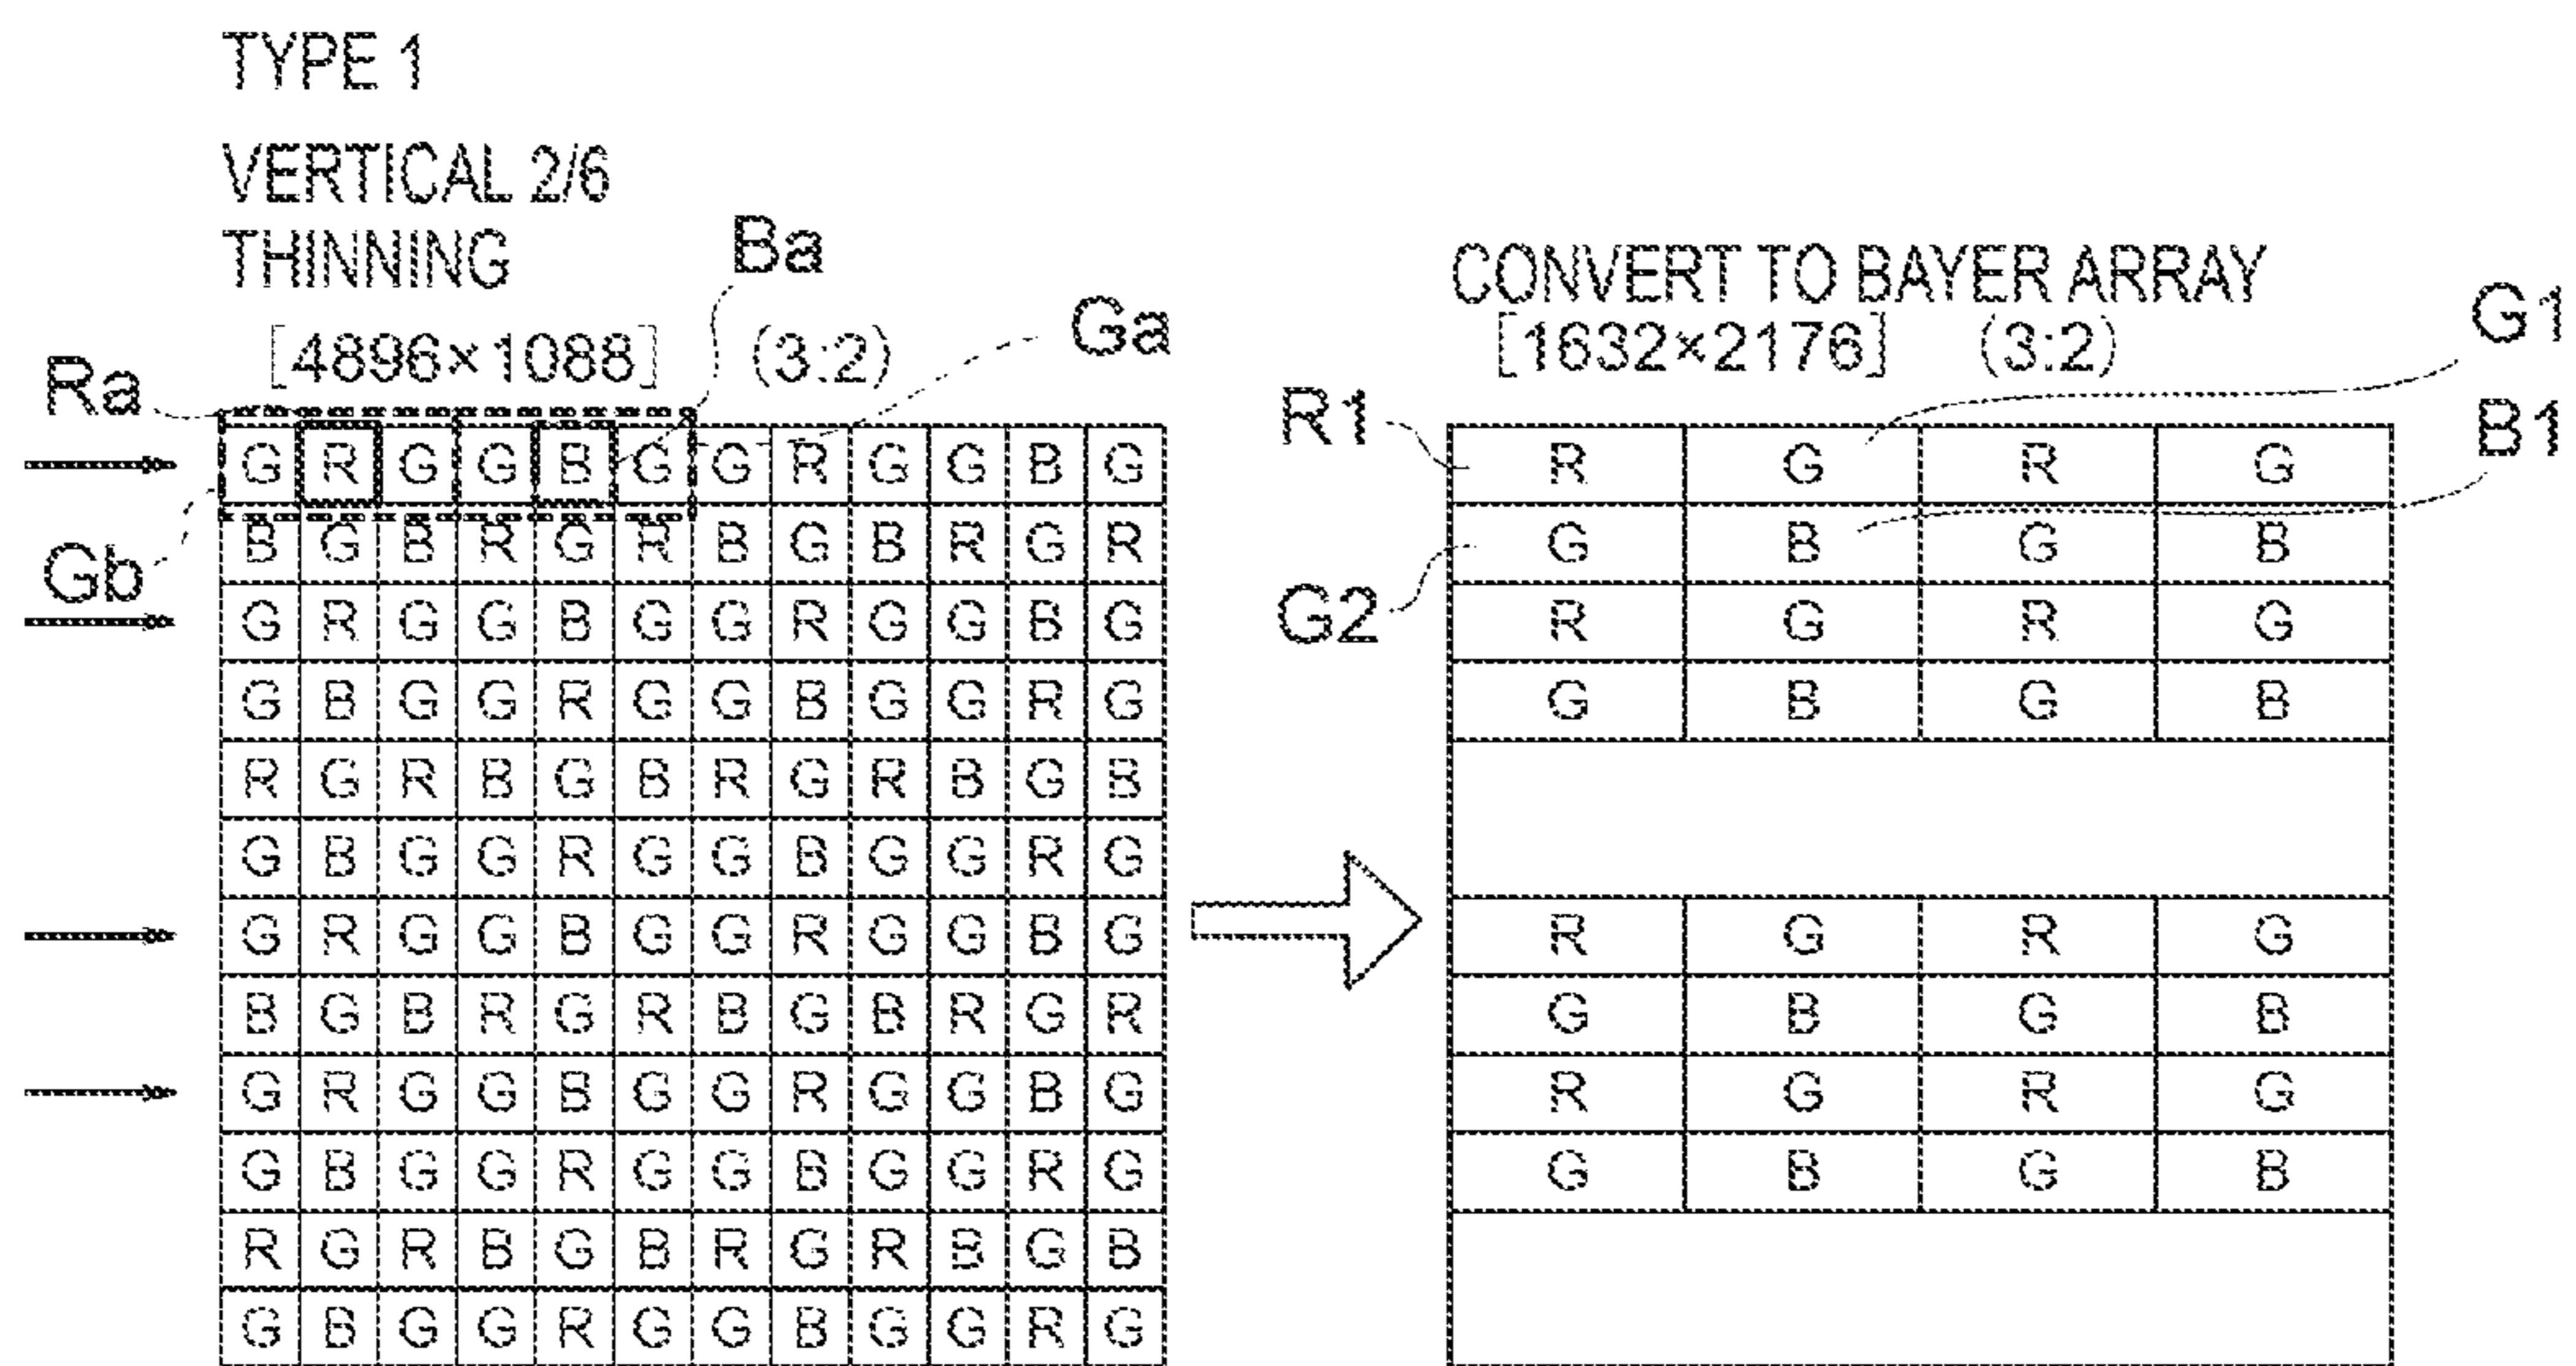 TYPE 1
VERTICAL 2/6
THINNING
[4896×1088] (3:2)
Ra
Ba
Ga
Gb
G R G G B G G R G G B G
B G B R G R B G B R G R
G R G G B G G R G G B G
G B G G R G G B G G R G
R G R B G B R G R B G B
G B G G R G G B G G R G
G R G G B G G R G G B G
B G B R G R B G B R G R
G R G G B G G R G G B G
G B G G R G G B G G R G
R G R B G B R G R B G B
G B G G R G G B G G R G
CONVERT TO BAYER ARRAY
[1632×2176] (3:2)
G1
R1
B1
G2
R G R G
G B G B
R G R G
G B G B
R G R G
G B G B
R G R G
G B G B